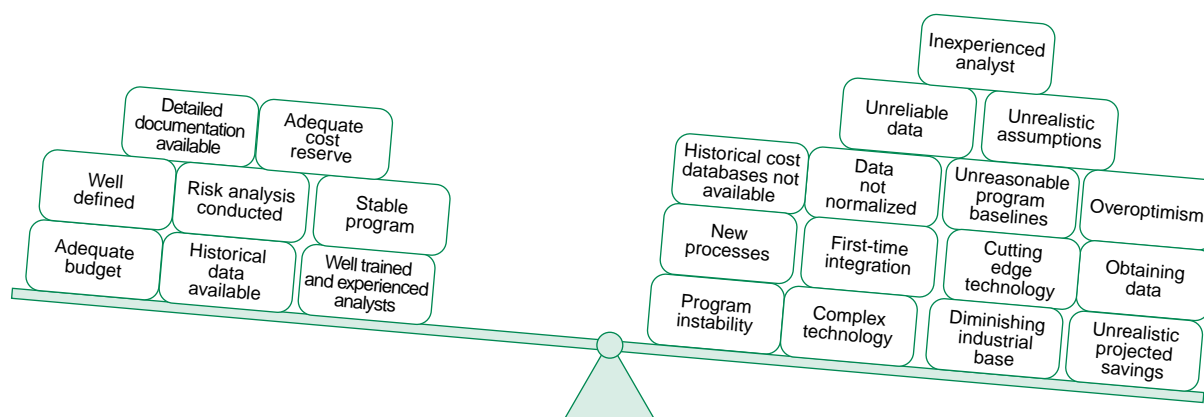 Detailed
documentation
available
Adequate
cost
reserve
Well
defined
Risk analysis
conducted
Stable
program
Adequate
budget
Historical
data
available
Well trained
and experienced
analysts
Inexperienced
analyst
Unreliable
data
Unrealistic
assumptions
Historical cost
databases not
available
Data
not
normalized
Unreasonable
program
baselines
Overoptimism
New
processes
First-time
integration
Cutting
edge
technology
Obtaining
data
Program
instability
Complex
technology
Diminishing
industrial
base
Unrealistic
projected
savings